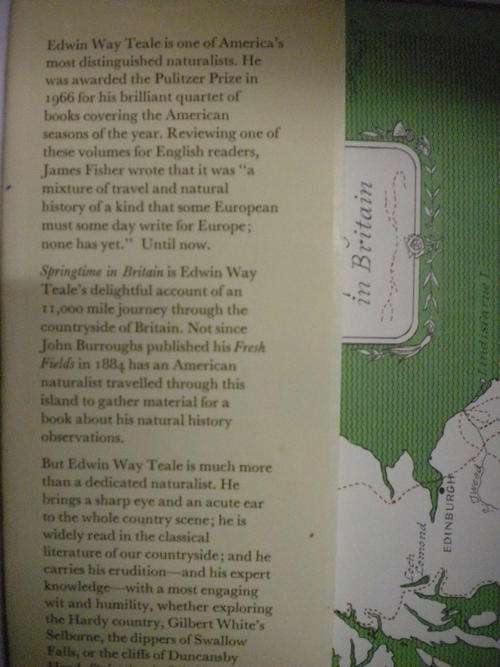 Edwin Way Teale is one of America's
most distinguished naturalists. He
was awarded the Pulitzer Prize in
1966 for his brilliant quartet of
books covering the American
seasons of the year. Reviewing one of
these volumes for English readers,
James Fisher wrote that it was "a
mixture of travel and natural
history of a kind that some European
must some day write for Europe;
none has yet." Until now.
Springtime in Britain is Edwin Way
Teale's delightful account of an
11,000 mile journey through the
countryside of Britain. Not since
John Burroughs published his Fresh
Fields in 1884 has an American
naturalist travelled through this
island to gather material for a
book about his natural history
observations.
But Edwin Way Teale is much more
than a dedicated naturalist. He
brings a sharp eye and an acute ear
to the whole country scene; he is
widely read in the classical
literature of our countryside; and he
carries his erudition—and his expert
knowledge—with a most engaging
wit and humility, whether exploring
the Hardy country, Gilbert White's
Selborne, the dippers of Swallow
Falls, or the cliffs of Duncansby
in Britain
Lindisfarne I.
Tweed
EDINBURGH
Loch
Lomond